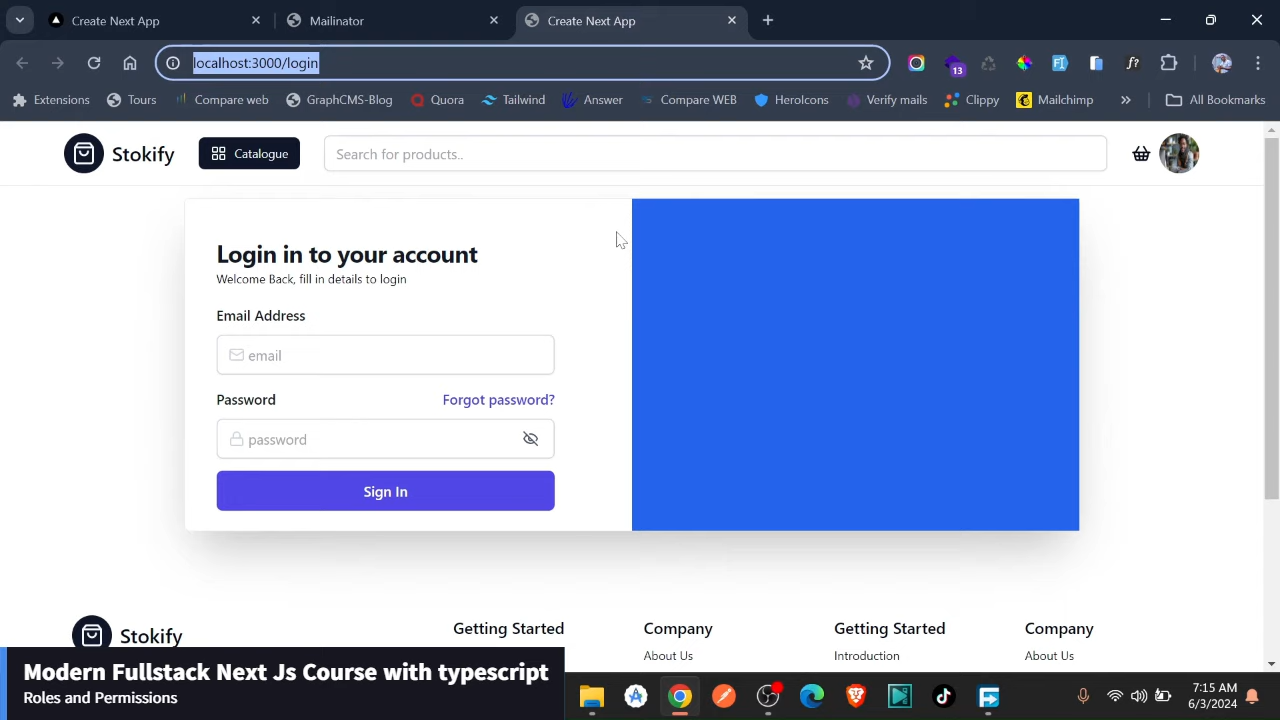 Create Next App
Mailinator
Create Next App
localhost:3000/login
13
Extensions
Tours
Compare web
GraphCMS-Blog
Quora
Tailwind
Answer
Compare WEB
HeroIcons
Verify mails
Clippy
Mailchimp
All Bookmarks
Stokify
Catalogue
Search for products..
Login in to your account
Welcome Back, fill in details to login
Email Address
email
Password
Forgot password?
password
Sign In
Stokify
Getting Started
Company
Getting Started
Company
About Us
Introduction
About Us
Modern Fullstack Next Js Course with typescript
Roles and Permissions
7:15 AM
6/3/2024